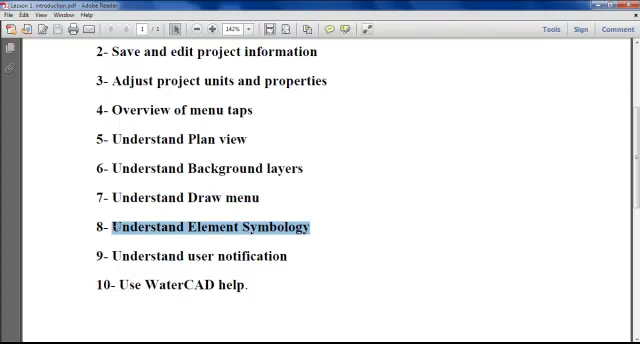 Lesson 1. introduction.pdf - Adobe Reader
File Edit View Window Help
1 / 1 142% Tools Sign Comment
2- Save and edit project information
3- Adjust project units and properties
4- Overview of menu taps
5- Understand Plan view
6- Understand Background layers
7- Understand Draw menu
8- Understand Element Symbology
9- Understand user notification
10- Use WaterCAD help.